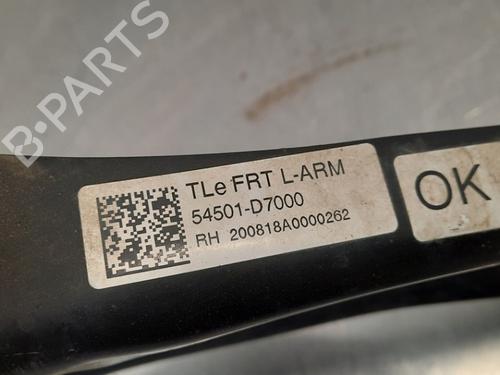 B-PARTS
TLe FRT L-ARM
54501-D7000
RH 200818A0000262
OK